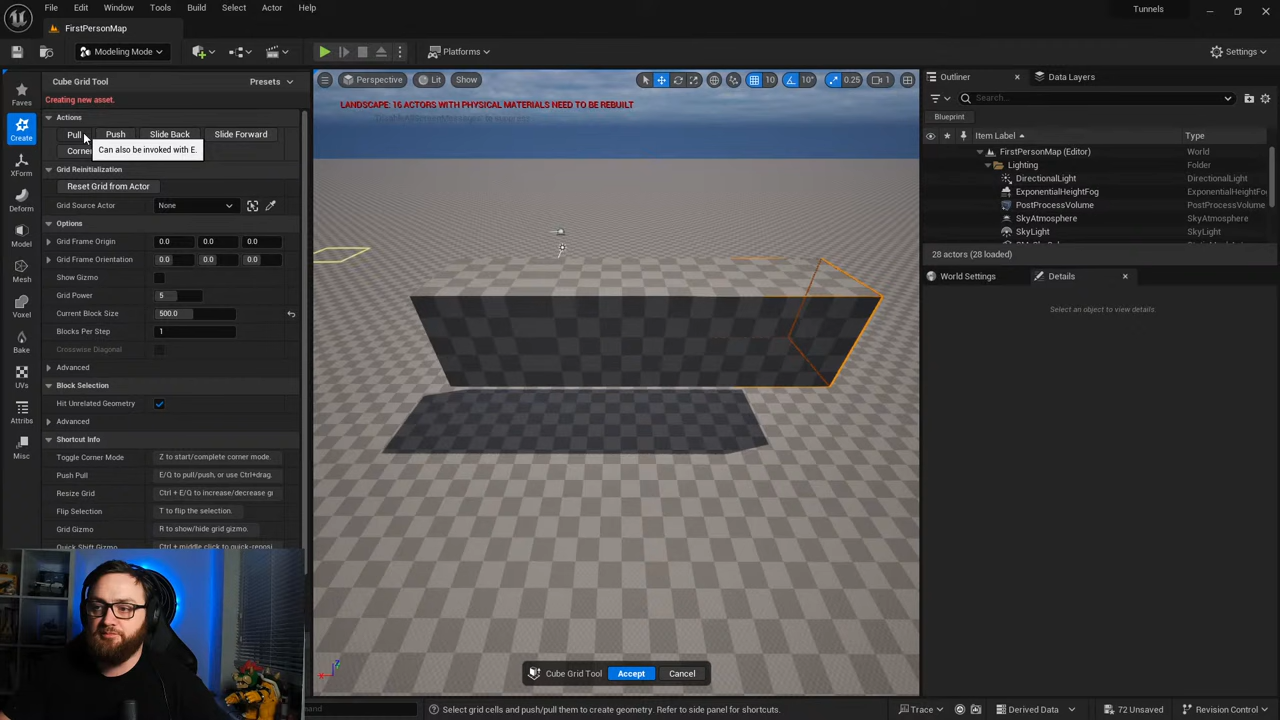 File Edit Window Tools Build Select Actor Help
Tunnels
FirstPersonMap
Modeling Mode
Platforms
Settings
Cube Grid Tool
Presets
Creating new asset.
Actions
Pull Push Slide Back Slide Forward
Can also be invoked with E.
Grid Reinitialization
Reset Grid from Actor
Grid Source Actor None
Options
Grid Frame Origin 0.0 0.0 0.0
Grid Frame Orientation 0.0 0.0 0.0
Show Gizmo
Grid Power 5
Current Block Size 500.0
Blocks Per Step 1
Crosswise Diagonal
Advanced
Block Selection
Hit Unrelated Geometry
Advanced
Shortcut Info
Toggle Corner Mode Z to start/complete corner mode.
Push Pull E/Q to pull/push, or use Ctrl+drag.
Resize Grid Ctrl + E/Q to increase/decrease gr
Flip Selection T to flip the selection.
Grid Gizmo R to show/hide grid gizmo.
Quick Shift Gizmo Ctrl + middle click to quick-reposi
Faves
Create
XForm
Deform
Model
Mesh
Voxel
Bake
UVs
Attribs
Misc
Perspective Lit Show
10 10° 0.25 1
LANDSCAPE: 16 ACTORS WITH PHYSICAL MATERIALS NEED TO BE REBUILT
Cube Grid Tool Accept Cancel
Outliner Data Layers
Search...
Blueprint
Item Label Type
FirstPersonMap (Editor) World
Lighting Folder
DirectionalLight DirectionalLight
ExponentialHeightFog ExponentialHeightFo
PostProcessVolume PostProcessVolume
SkyAtmosphere SkyAtmosphere
SkyLight SkyLight
28 actors (28 loaded)
World Settings Details
Select an object to view details.
Select grid cells and push/pull them to create geometry. Refer to side panel for shortcuts.
Trace Derived Data 72 Unsaved Revision Control